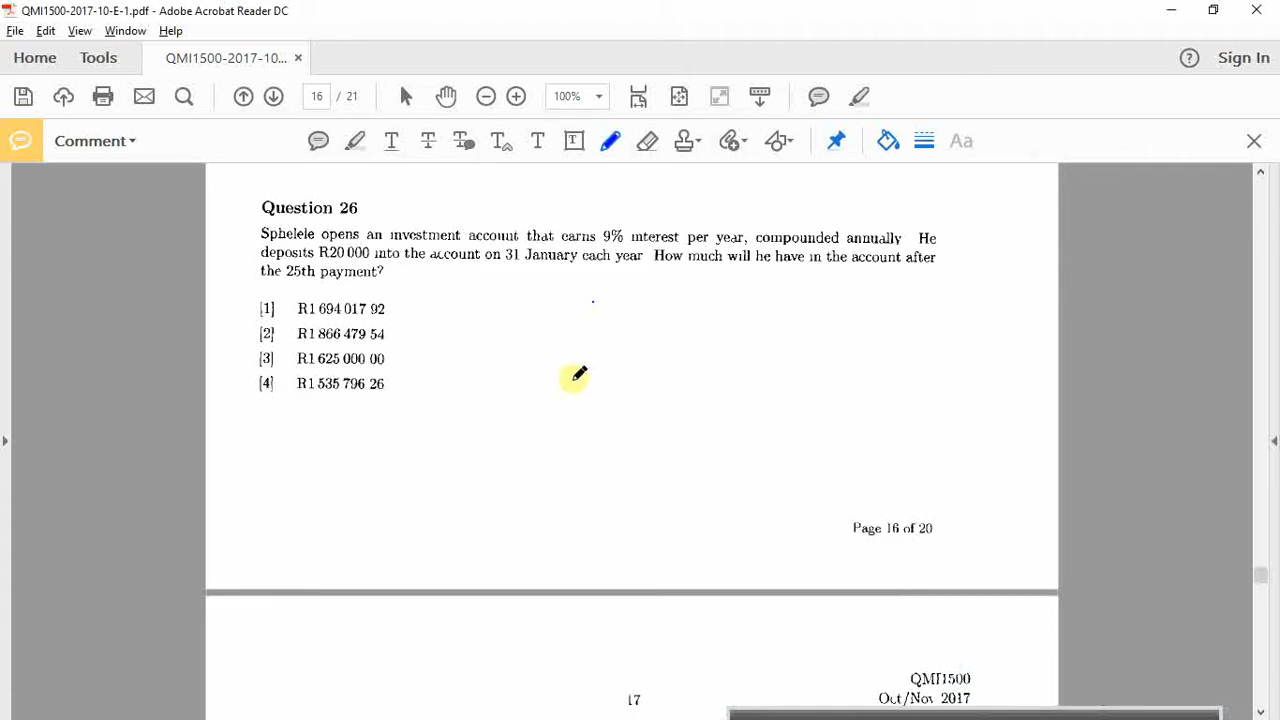 QMI1500-2017-10-E-1.pdf - Adobe Acrobat Reader DC
File Edit View Window Help
Home Tools QMI1500-2017-10... × Sign In
16 / 21 100%
Comment
Aa
Question 26
Sphelele opens an investment account that earns 9% interest per year, compounded annually He
deposits R20 000 into the account on 31 January each year How much will he have in the account after
the 25th payment?
[1] R1 694 017 92
[2] R1 866 479 54
[3] R1 625 000 00
[4] R1 535 796 26
Page 16 of 20
QMI1500
17 Oct/Nov 2017